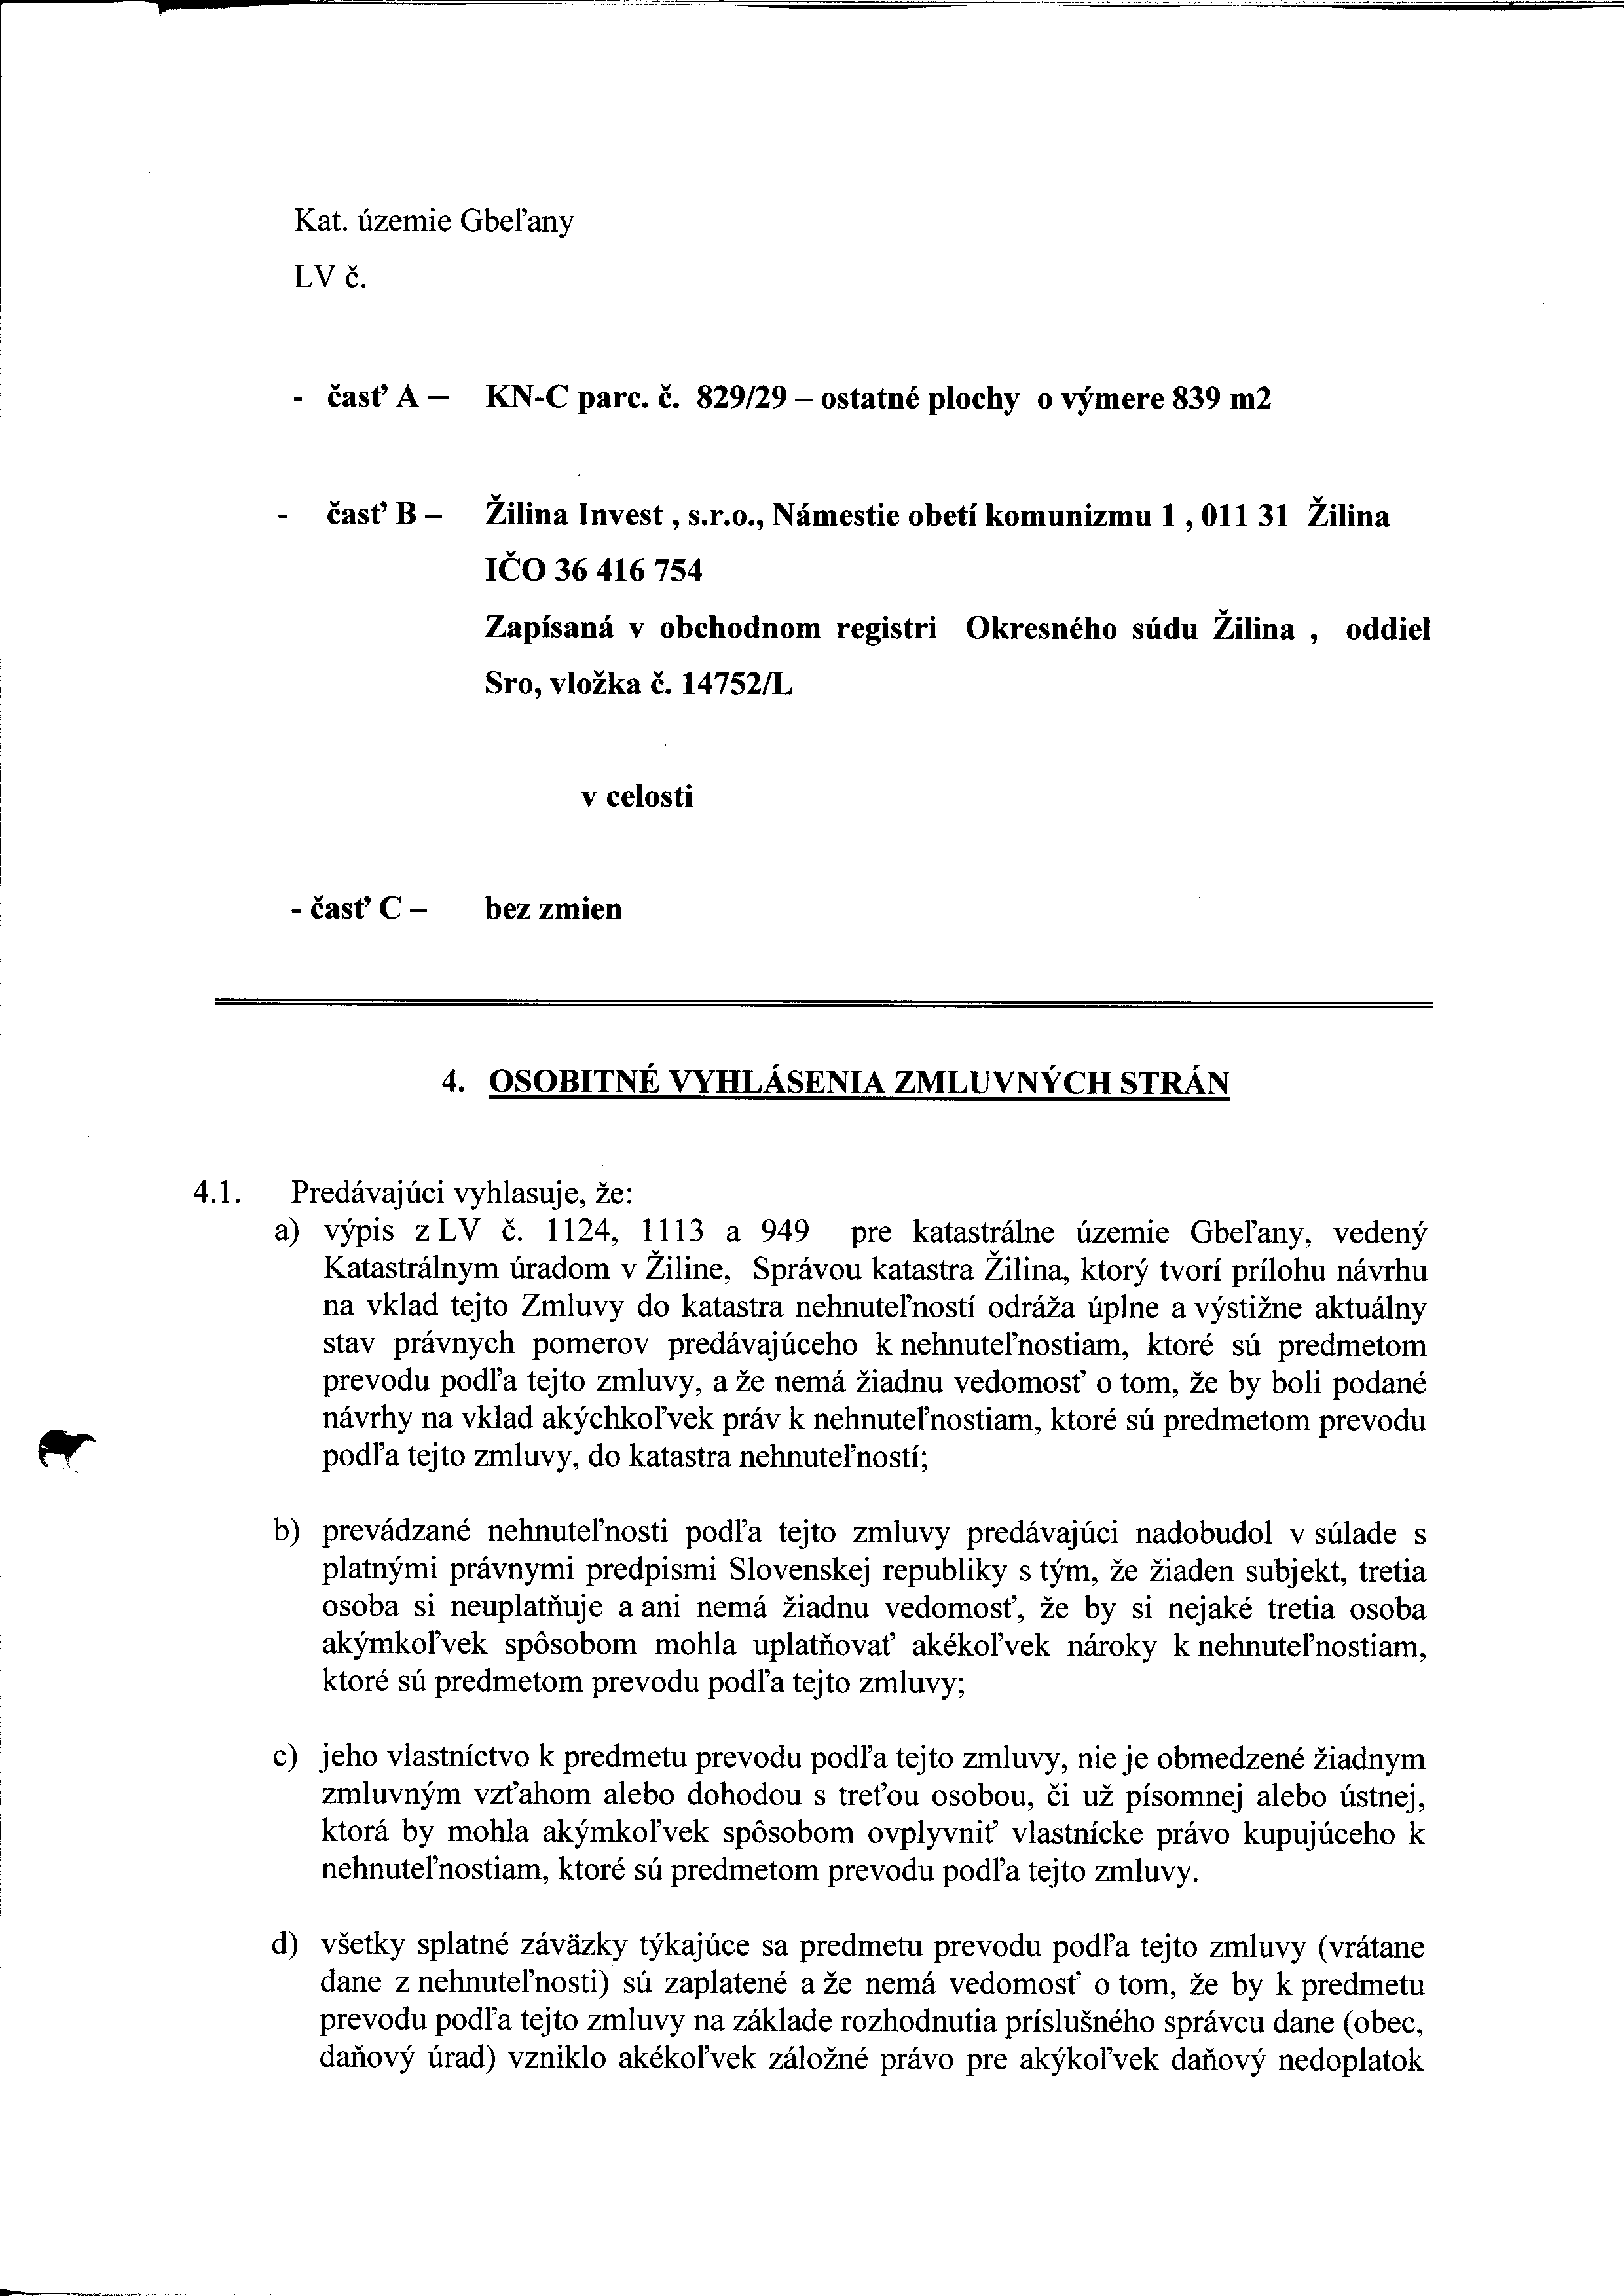 Kat. územie Gbeľany
LV č.
- časť A – KN-C parc. č. 829/29 – ostatné plochy o výmere 839 m2
- časť B – Žilina Invest , s.r.o., Námestie obetí komunizmu 1 , 011 31 Žilina
IČO 36 416 754
Zapísaná v obchodnom registri Okresného súdu Žilina , oddiel
Sro, vložka č. 14752/L
v celosti
- časť C – bez zmien
4. OSOBITNÉ VYHLÁSENIA ZMLUVNÝCH STRÁN
4.1. Predávajúci vyhlasuje, že:
a) výpis z LV č. 1124, 1113 a 949 pre katastrálne územie Gbeľany, vedený
Katastrálnym úradom v Žiline, Správou katastra Žilina, ktorý tvorí prílohu návrhu
na vklad tejto Zmluvy do katastra nehnuteľností odráža úplne a výstižne aktuálny
stav právnych pomerov predávajúceho k nehnuteľnostiam, ktoré sú predmetom
prevodu podľa tejto zmluvy, a že nemá žiadnu vedomosť o tom, že by boli podané
návrhy na vklad akýchkoľvek práv k nehnuteľnostiam, ktoré sú predmetom prevodu
podľa tejto zmluvy, do katastra nehnuteľností;
b) prevádzané nehnuteľnosti podľa tejto zmluvy predávajúci nadobudol v súlade s
platnými právnymi predpismi Slovenskej republiky s tým, že žiaden subjekt, tretia
osoba si neuplatňuje a ani nemá žiadnu vedomosť, že by si nejaké tretia osoba
akýmkoľvek spôsobom mohla uplatňovať akékoľvek nároky k nehnuteľnostiam,
ktoré sú predmetom prevodu podľa tejto zmluvy;
c) jeho vlastníctvo k predmetu prevodu podľa tejto zmluvy, nie je obmedzené žiadnym
zmluvným vzťahom alebo dohodou s treťou osobou, či už písomnej alebo ústnej,
ktorá by mohla akýmkoľvek spôsobom ovplyvniť vlastnícke právo kupujúceho k
nehnuteľnostiam, ktoré sú predmetom prevodu podľa tejto zmluvy.
d) všetky splatné záväzky týkajúce sa predmetu prevodu podľa tejto zmluvy (vrátane
dane z nehnuteľnosti) sú zaplatené a že nemá vedomosť o tom, že by k predmetu
prevodu podľa tejto zmluvy na základe rozhodnutia príslušného správcu dane (obec,
daňový úrad) vzniklo akékoľvek záložné právo pre akýkoľvek daňový nedoplatok